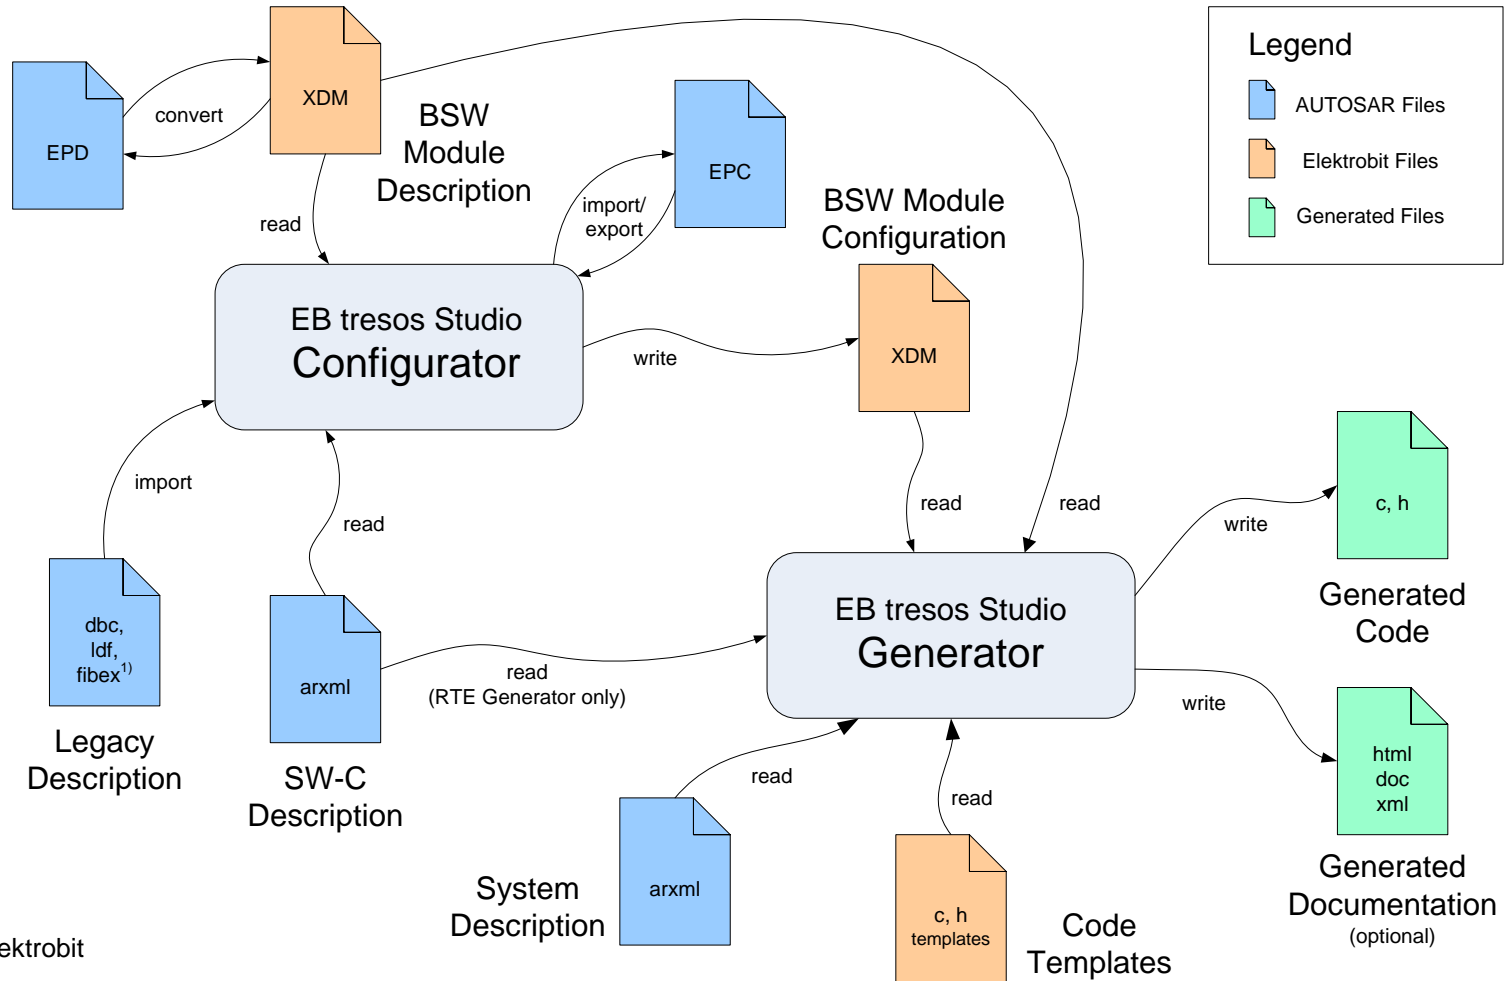 Legend
AUTOSAR Files
Elektrobit Files
Generated Files
EPD
convert
XDM
BSW
Module
Description
read
import/
export
EPC
BSW Module
Configuration
EB tresos Studio
Configurator
write
XDM
import
read
read
read
dbc,
ldf,
fibex1)
Legacy
Description
arxml
SW-C
Description
read
(RTE Generator only)
EB tresos Studio
Generator
write
c, h
Generated
Code
write
html
doc
xml
Generated
Documentation
(optional)
read
arxml
System
Description
read
c, h
templates
Code
Templates
ektrobit